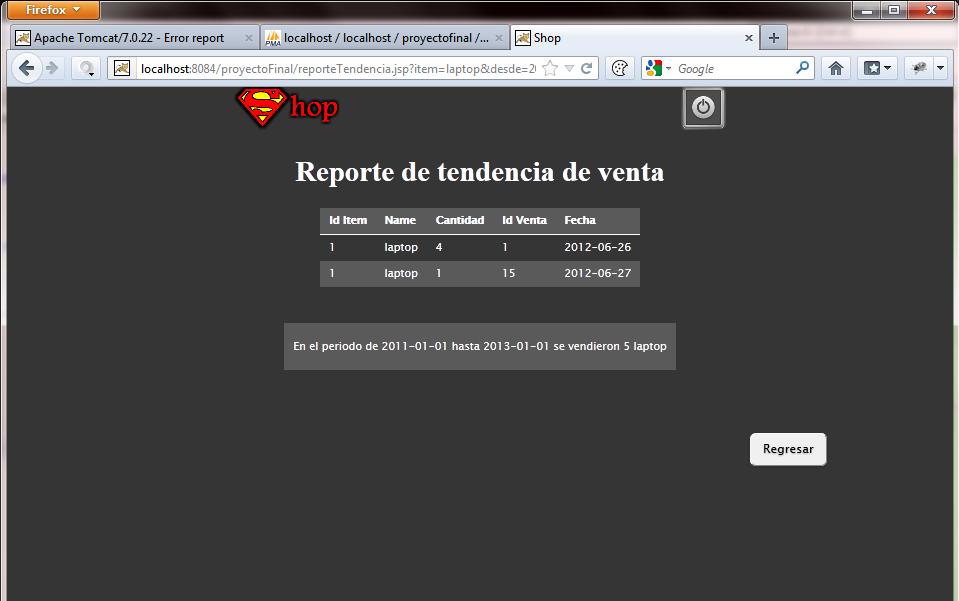 Firefox
Apache Tomcat/7.0.22 - Error report
localhost / localhost / proyectofinal /...
Shop
localhost:8084/proyectoFinal/reporteTendencia.jsp?item=laptop&desde=20
Google
hop
Reporte de tendencia de venta
Id Item Name Cantidad Id Venta Fecha
1 laptop 4 1 2012-06-26
1 laptop 1 15 2012-06-27
En el periodo de 2011-01-01 hasta 2013-01-01 se vendieron 5 laptop
Regresar